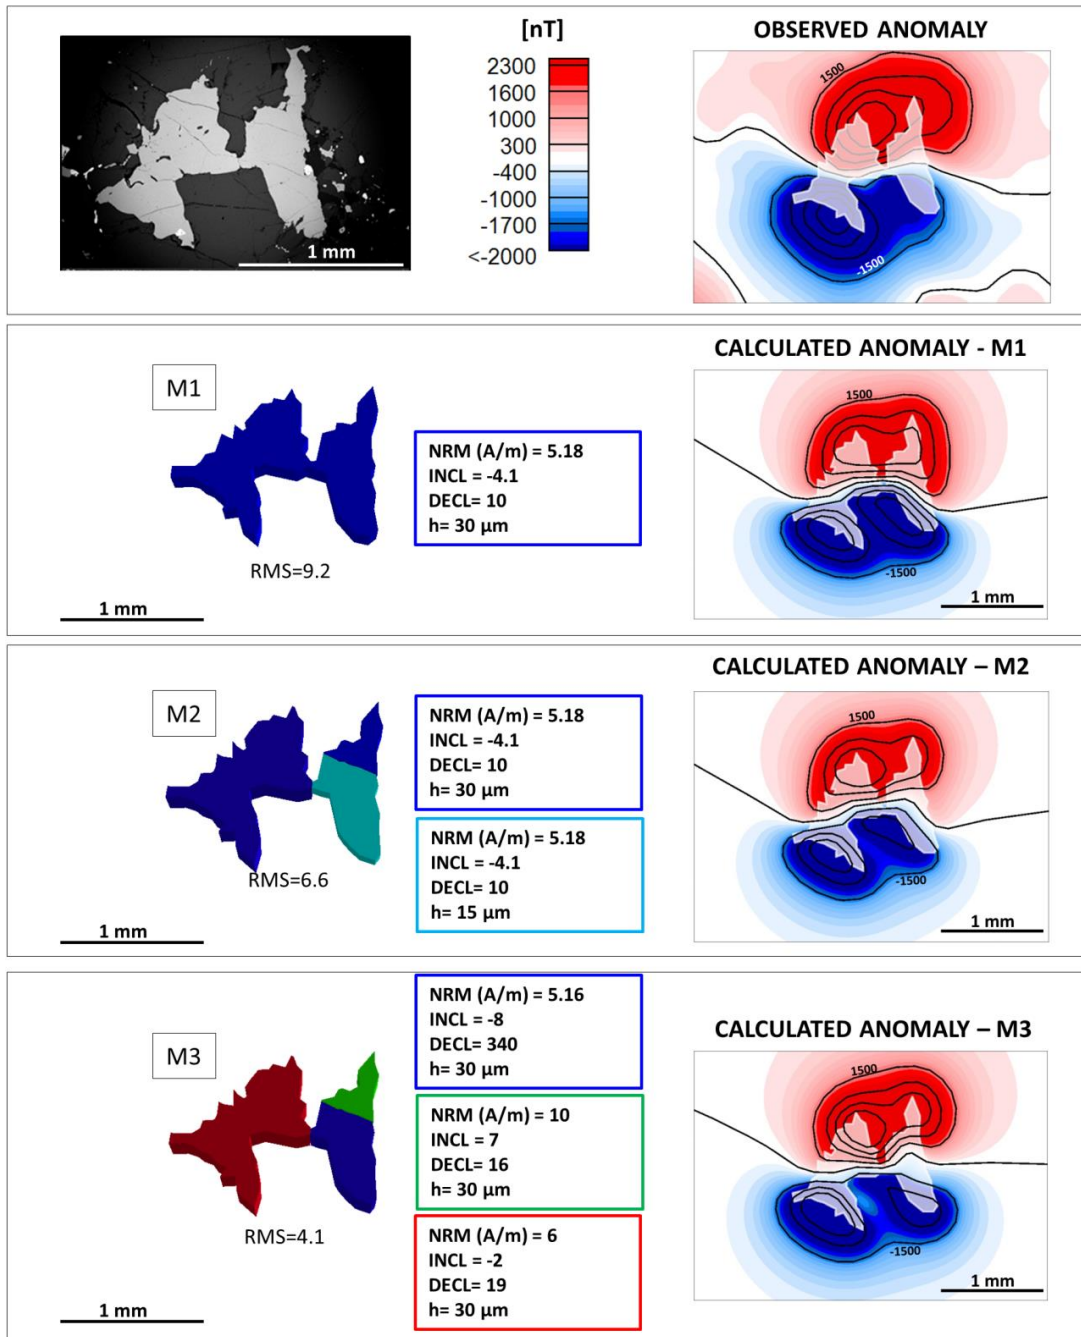 [nT]
2300
1600
1000
300
-400
-1000
-1700
<-2000
1 mm
OBSERVED ANOMALY
1500
-1500
M1
RMS=9.2
1 mm
NRM (A/m) = 5.18
INCL = -4.1
DECL= 10
h= 30 µm
CALCULATED ANOMALY - M1
1500
-1500
1 mm
M2
RMS=6.6
1 mm
NRM (A/m) = 5.18
INCL = -4.1
DECL= 10
h= 30 µm
NRM (A/m) = 5.18
INCL = -4.1
DECL= 10
h= 15 µm
CALCULATED ANOMALY – M2
1500
-1500
1 mm
M3
RMS=4.1
1 mm
NRM (A/m) = 5.16
INCL = -8
DECL= 340
h= 30 µm
NRM (A/m) = 10
INCL = 7
DECL= 16
h= 30 µm
NRM (A/m) = 6
INCL = -2
DECL= 19
h= 30 µm
CALCULATED ANOMALY – M3
1500
-1500
1 mm